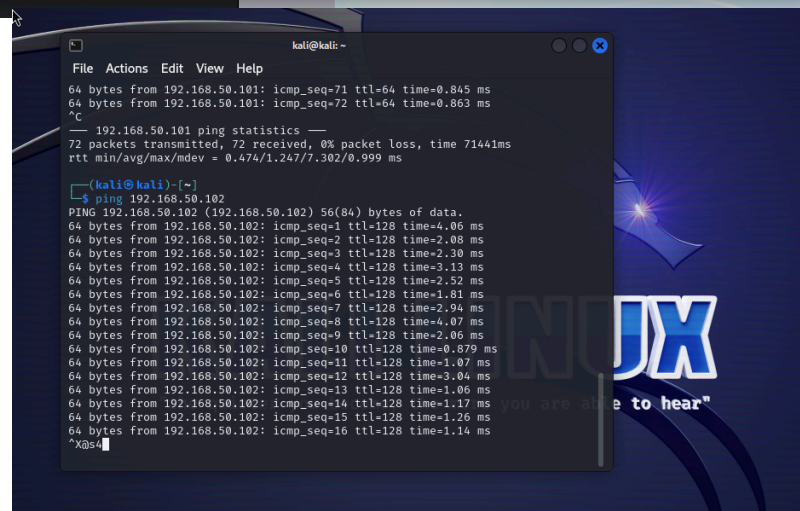 kali@kali: ~
File Actions Edit View Help
64 bytes from 192.168.50.101: icmp_seq=71 ttl=64 time=0.845 ms
64 bytes from 192.168.50.101: icmp_seq=72 ttl=64 time=0.863 ms
^C
— 192.168.50.101 ping statistics —
72 packets transmitted, 72 received, 0% packet loss, time 71441ms
rtt min/avg/max/mdev = 0.474/1.247/7.302/0.999 ms
┌──(kali㉿kali)-[~]
└─$ ping 192.168.50.102
PING 192.168.50.102 (192.168.50.102) 56(84) bytes of data.
64 bytes from 192.168.50.102: icmp_seq=1 ttl=128 time=4.06 ms
64 bytes from 192.168.50.102: icmp_seq=2 ttl=128 time=2.08 ms
64 bytes from 192.168.50.102: icmp_seq=3 ttl=128 time=2.30 ms
64 bytes from 192.168.50.102: icmp_seq=4 ttl=128 time=3.13 ms
64 bytes from 192.168.50.102: icmp_seq=5 ttl=128 time=2.52 ms
64 bytes from 192.168.50.102: icmp_seq=6 ttl=128 time=1.81 ms
64 bytes from 192.168.50.102: icmp_seq=7 ttl=128 time=2.94 ms
64 bytes from 192.168.50.102: icmp_seq=8 ttl=128 time=4.07 ms
64 bytes from 192.168.50.102: icmp_seq=9 ttl=128 time=2.06 ms
64 bytes from 192.168.50.102: icmp_seq=10 ttl=128 time=0.879 ms
64 bytes from 192.168.50.102: icmp_seq=11 ttl=128 time=1.07 ms
64 bytes from 192.168.50.102: icmp_seq=12 ttl=128 time=3.04 ms
64 bytes from 192.168.50.102: icmp_seq=13 ttl=128 time=1.06 ms
64 bytes from 192.168.50.102: icmp_seq=14 ttl=128 time=1.17 ms
64 bytes from 192.168.50.102: icmp_seq=15 ttl=128 time=1.26 ms
64 bytes from 192.168.50.102: icmp_seq=16 ttl=128 time=1.14 ms
^X@s4
NUX
you are able to hear"